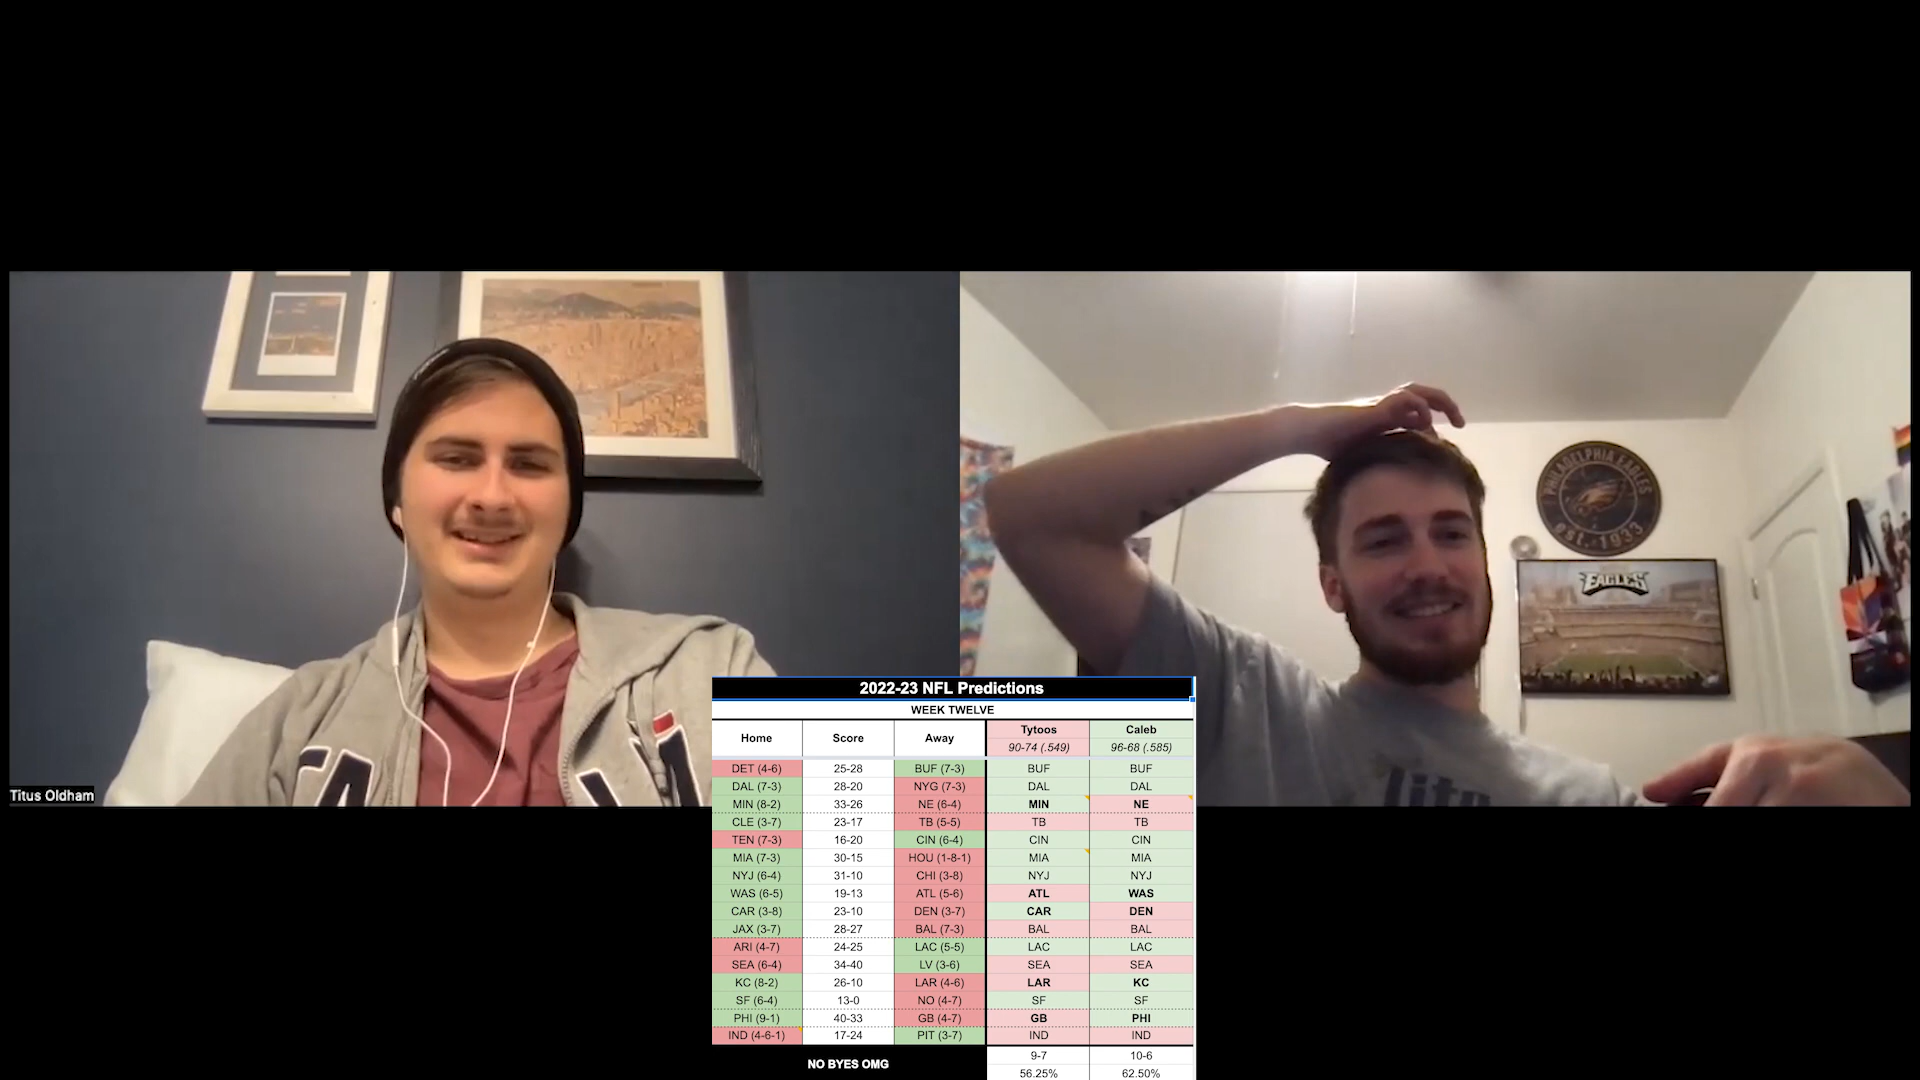 PHILADELPHIA EAGLES
est. 1933
EAGLES
Titus Oldham
2022-23 NFL Predictions
WEEK TWELVE
Home Score Away Tytoos Caleb
90-74 (.549) 96-68 (.585)
DET (4-6) 25-28 BUF (7-3) BUF BUF
DAL (7-3) 28-20 NYG (7-3) DAL DAL
MIN (8-2) 33-26 NE (6-4) MIN NE
CLE (3-7) 23-17 TB (5-5) TB TB
TEN (7-3) 16-20 CIN (6-4) CIN CIN
MIA (7-3) 30-15 HOU (1-8-1) MIA MIA
NYJ (6-4) 31-10 CHI (3-8) NYJ NYJ
WAS (6-5) 19-13 ATL (5-6) ATL WAS
CAR (3-8) 23-10 DEN (3-7) CAR DEN
JAX (3-7) 28-27 BAL (7-3) BAL BAL
ARI (4-7) 24-25 LAC (5-5) LAC LAC
SEA (6-4) 34-40 LV (3-6) SEA SEA
KC (8-2) 26-10 LAR (4-6) LAR KC
SF (6-4) 13-0 NO (4-7) SF SF
PHI (9-1) 40-33 GB (4-7) GB PHI
IND (4-6-1) 17-24 PIT (3-7) IND IND
NO BYES OMG
9-7 10-6
56.25% 62.50%